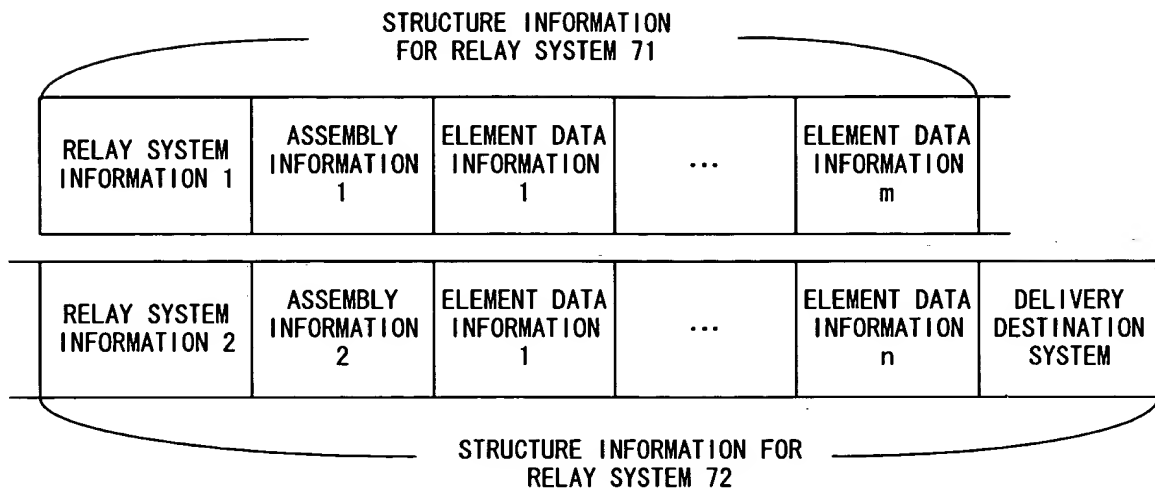 STRUCTURE INFORMATION
FOR RELAY SYSTEM 71
RELAY SYSTEM
INFORMATION 1
ASSEMBLY
INFORMATION
1
ELEMENT DATA
INFORMATION
1
...
ELEMENT DATA
INFORMATION
m
RELAY SYSTEM
INFORMATION 2
ASSEMBLY
INFORMATION
2
ELEMENT DATA
INFORMATION
1
...
ELEMENT DATA
INFORMATION
n
DELIVERY
DESTINATION
SYSTEM
STRUCTURE INFORMATION FOR
RELAY SYSTEM 72